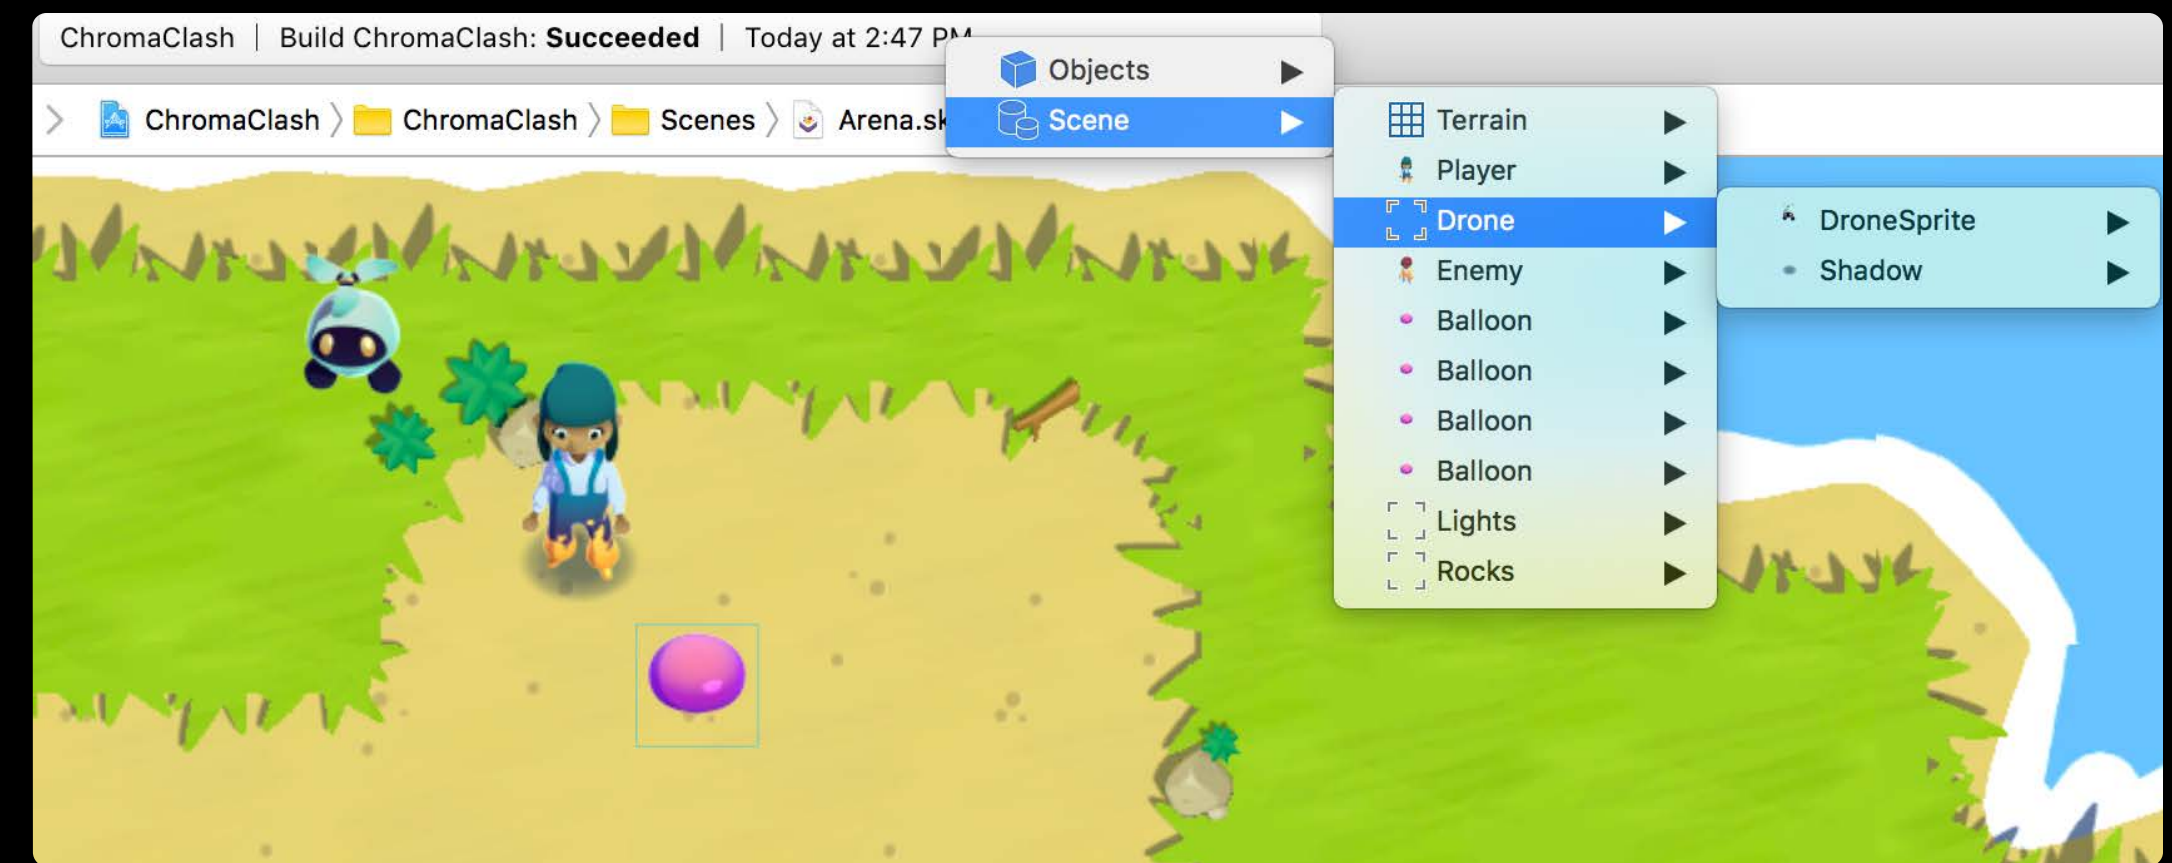 ChromaClash | Build ChromaClash: Succeeded | Today at 2:47 PM
Objects
ChromaClash 〉 ChromaClash 〉 Scenes 〉 Arena.sk
Scene
Terrain
Player
Drone
Enemy
Balloon
Balloon
Balloon
Balloon
Lights
Rocks
DroneSprite
Shadow